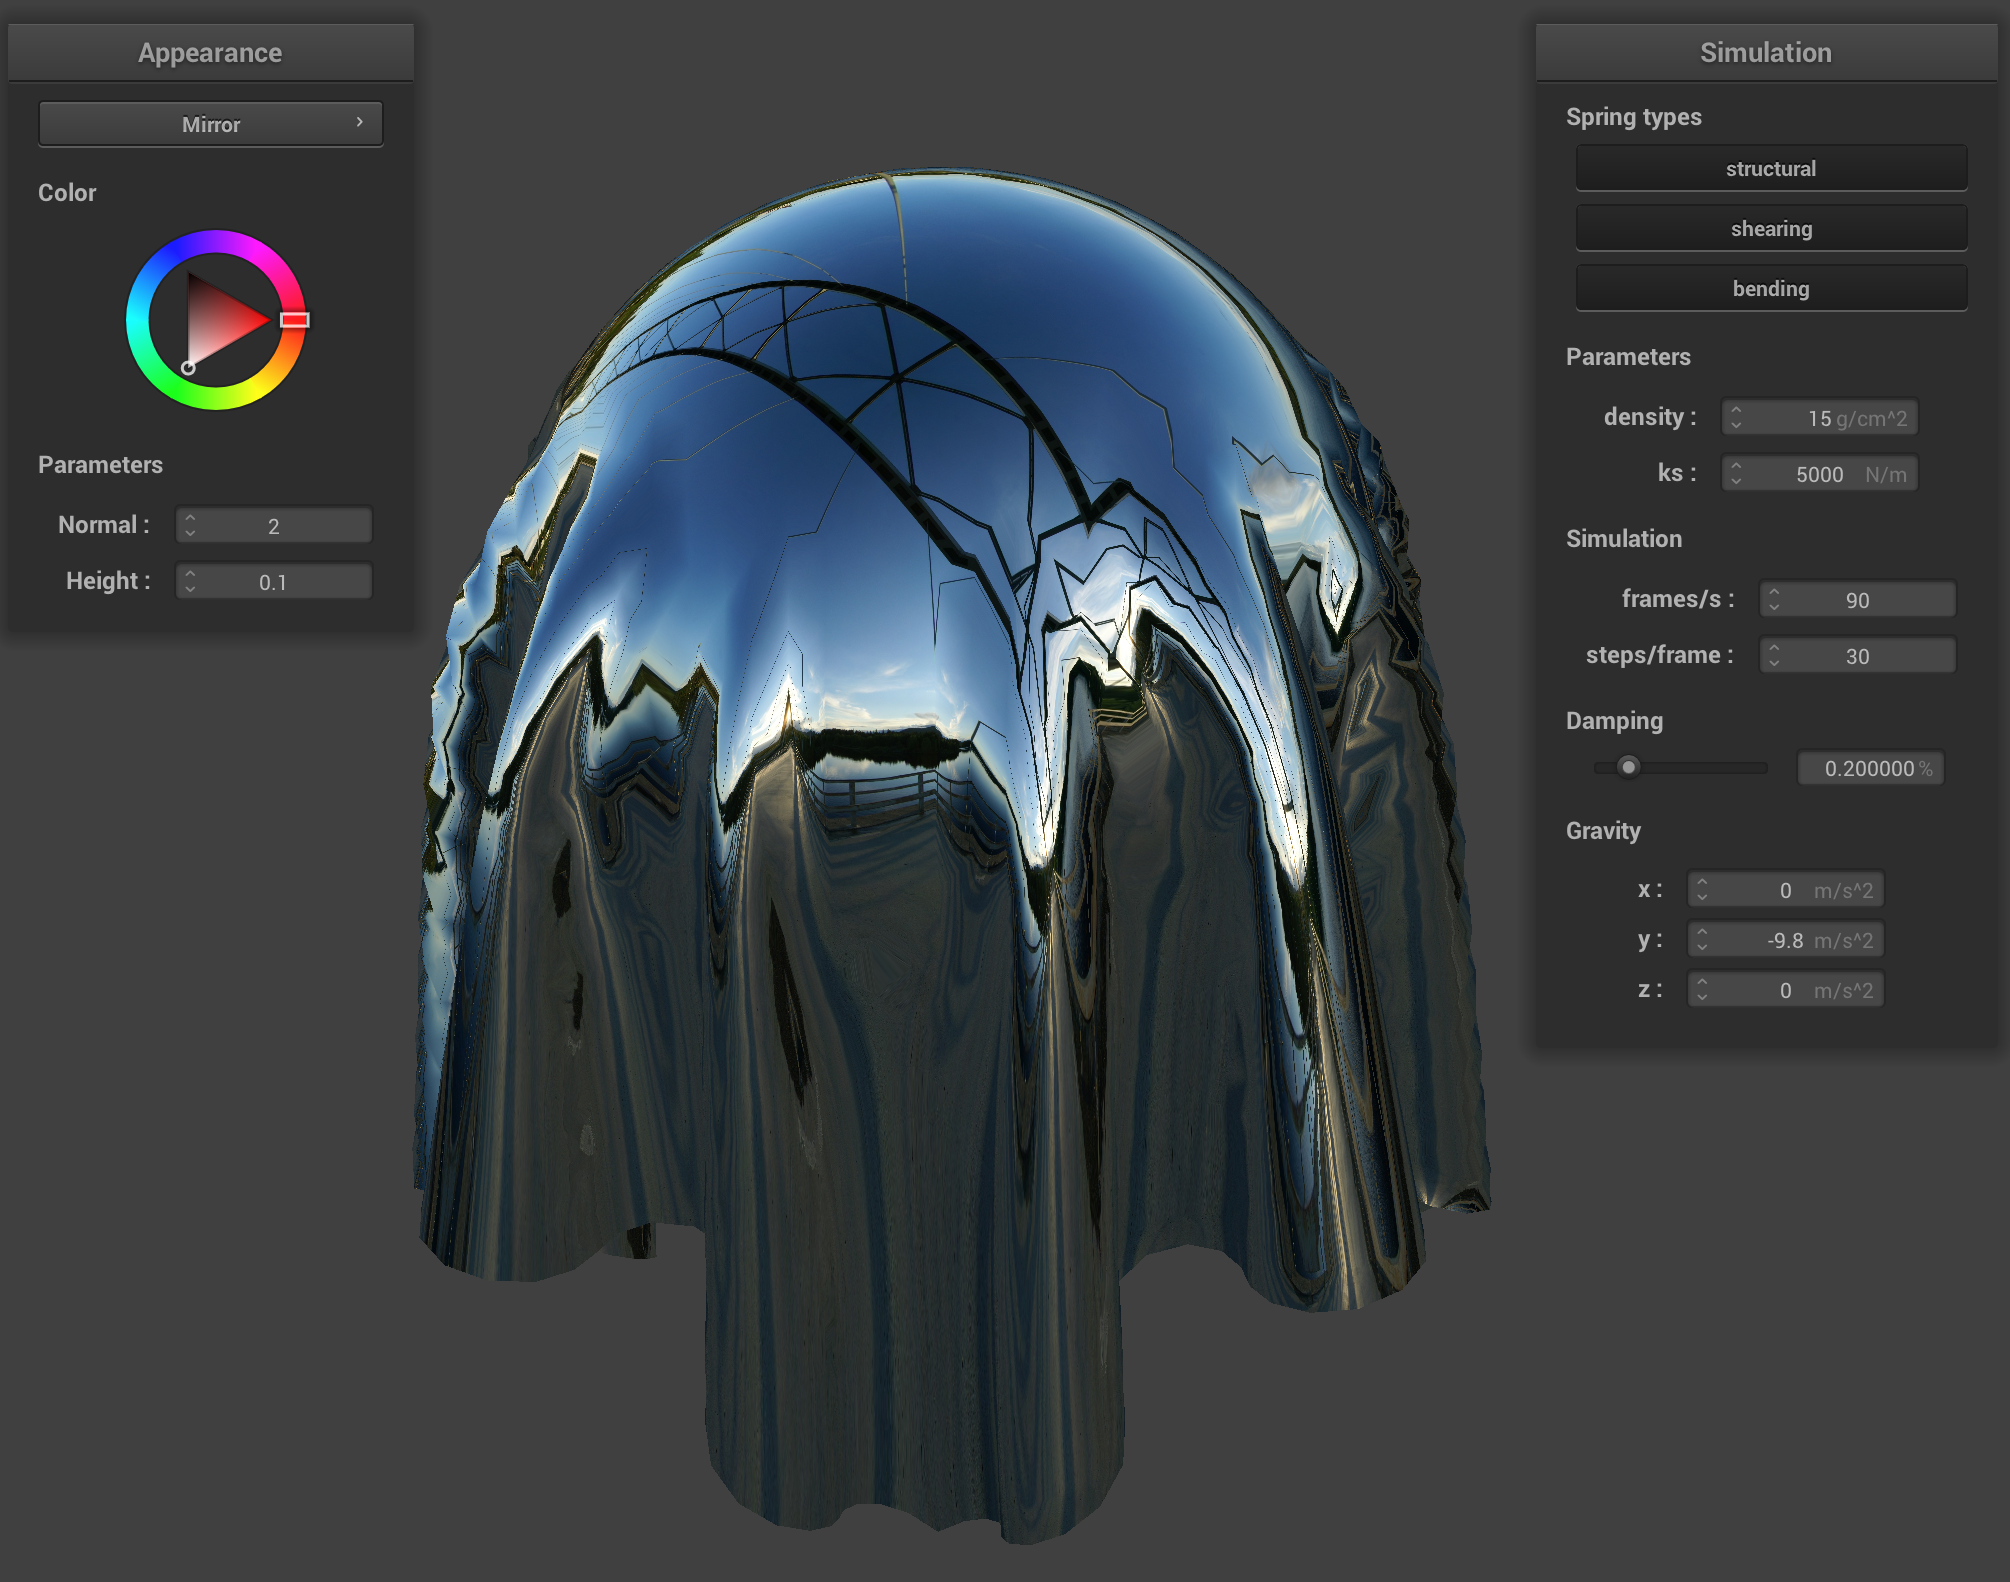 Appearance
Mirror
Color
Parameters
Normal : 2
Height : 0.1
Simulation
Spring types
structural
shearing
bending
Parameters
density : 15 g/cm^2
ks : 5000 N/m
Simulation
frames/s : 90
steps/frame : 30
Damping
0.200000 %
Gravity
x : 0 m/s^2
y : -9.8 m/s^2
z : 0 m/s^2